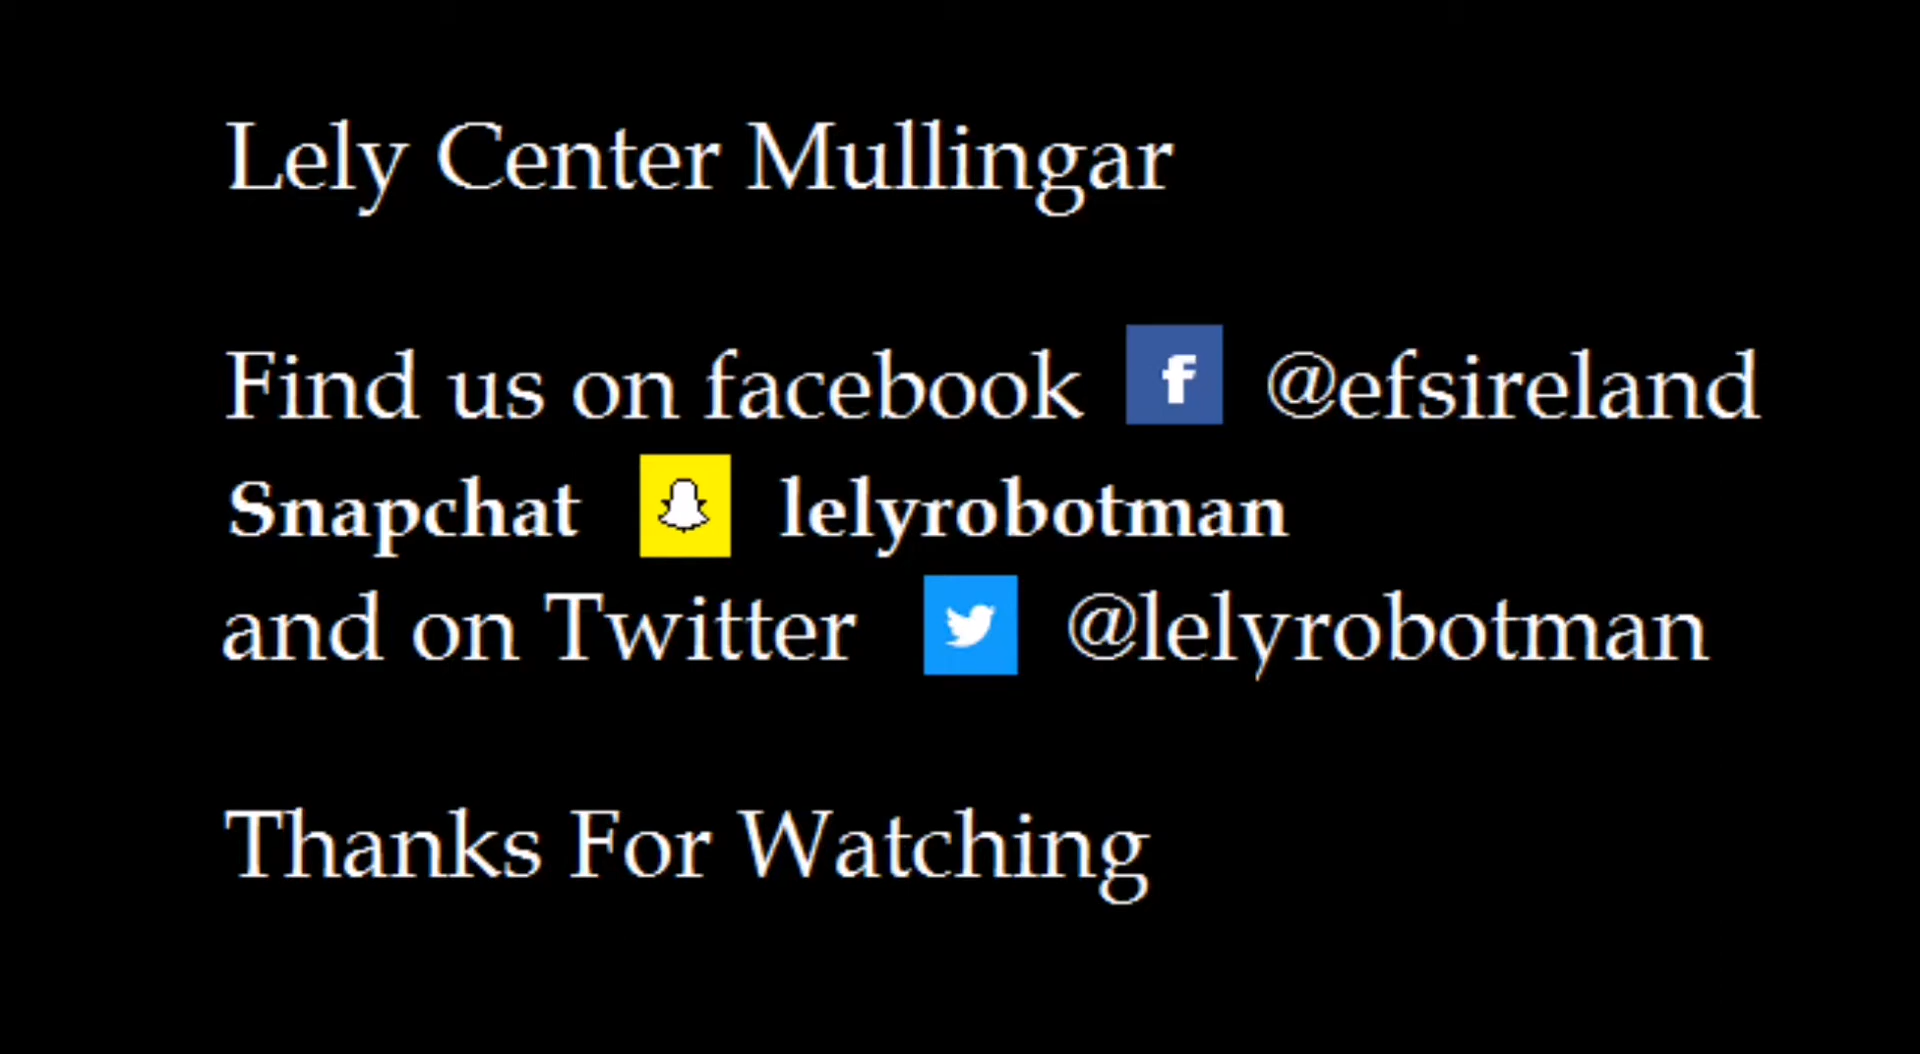 Lely Center Mullingar
Find us on facebook f @efsireland
Snapchat lelyrobotman
and on Twitter @lelyrobotman
Thanks For Watching